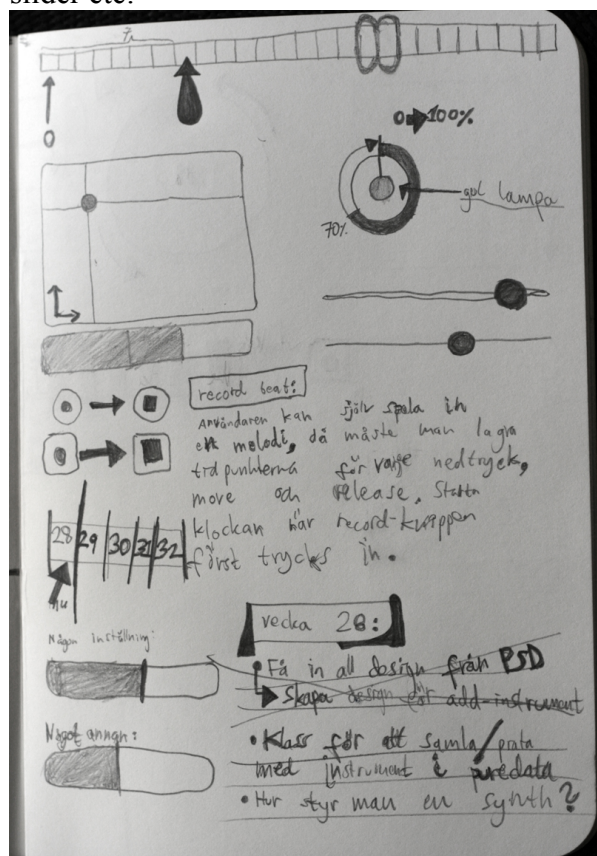 slider etc.
0
0 100%
gul lampa
70%
record beat:
Användaren kan själv spela in
en melodi, då måste man lagra
tidpunkterna för varje nedtryck,
move och release. Starta
klockan när record-knappen
först trycks in.
28 29 30 31 32
nu
Någon inställning:
Något annan:
vecka 28:
Få in all design från PSD
Skapa design för add-instrument
• Klass för att samla/prata
med instrument i puredata
• Hur styr man en synth?